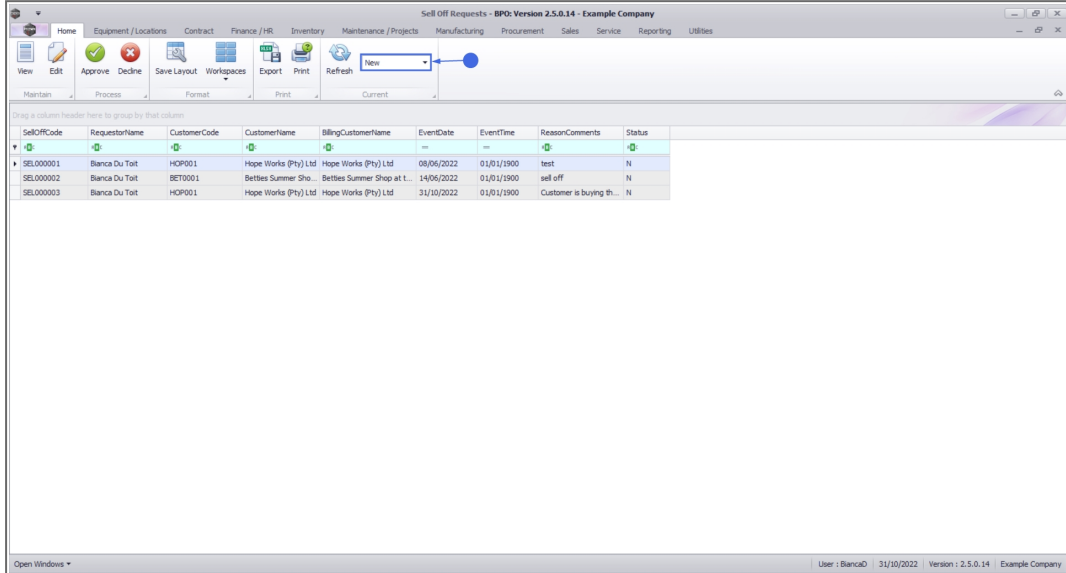 Sell Off Requests - BPO: Version 2.5.0.14 - Example Company
Home Equipment / Locations Contract Finance / HR Inventory Maintenance / Projects Manufacturing Procurement Sales Service Reporting Utilities
View Edit Approve Decline Save Layout Workspaces Export Print Refresh New
Maintain Process Format Print Current
Drag a column header here to group by that column
SellOffCode RequestorName CustomerCode CustomerName BillingCustomerName EventDate EventTime ReasonComments Status
SEL000001 Bianca Du Toit HOP001 Hope Works (Pty) Ltd Hope Works (Pty) Ltd 08/06/2022 01/01/1900 test N
SEL000002 Bianca Du Toit BET0001 Betties Summer Sho... Betties Summer Shop at t... 14/06/2022 01/01/1900 sell off N
SEL000003 Bianca Du Toit HOP001 Hope Works (Pty) Ltd Hope Works (Pty) Ltd 31/10/2022 01/01/1900 Customer is buying th... N
Open Windows User : BiancaD 31/10/2022 Version : 2.5.0.14 Example Company